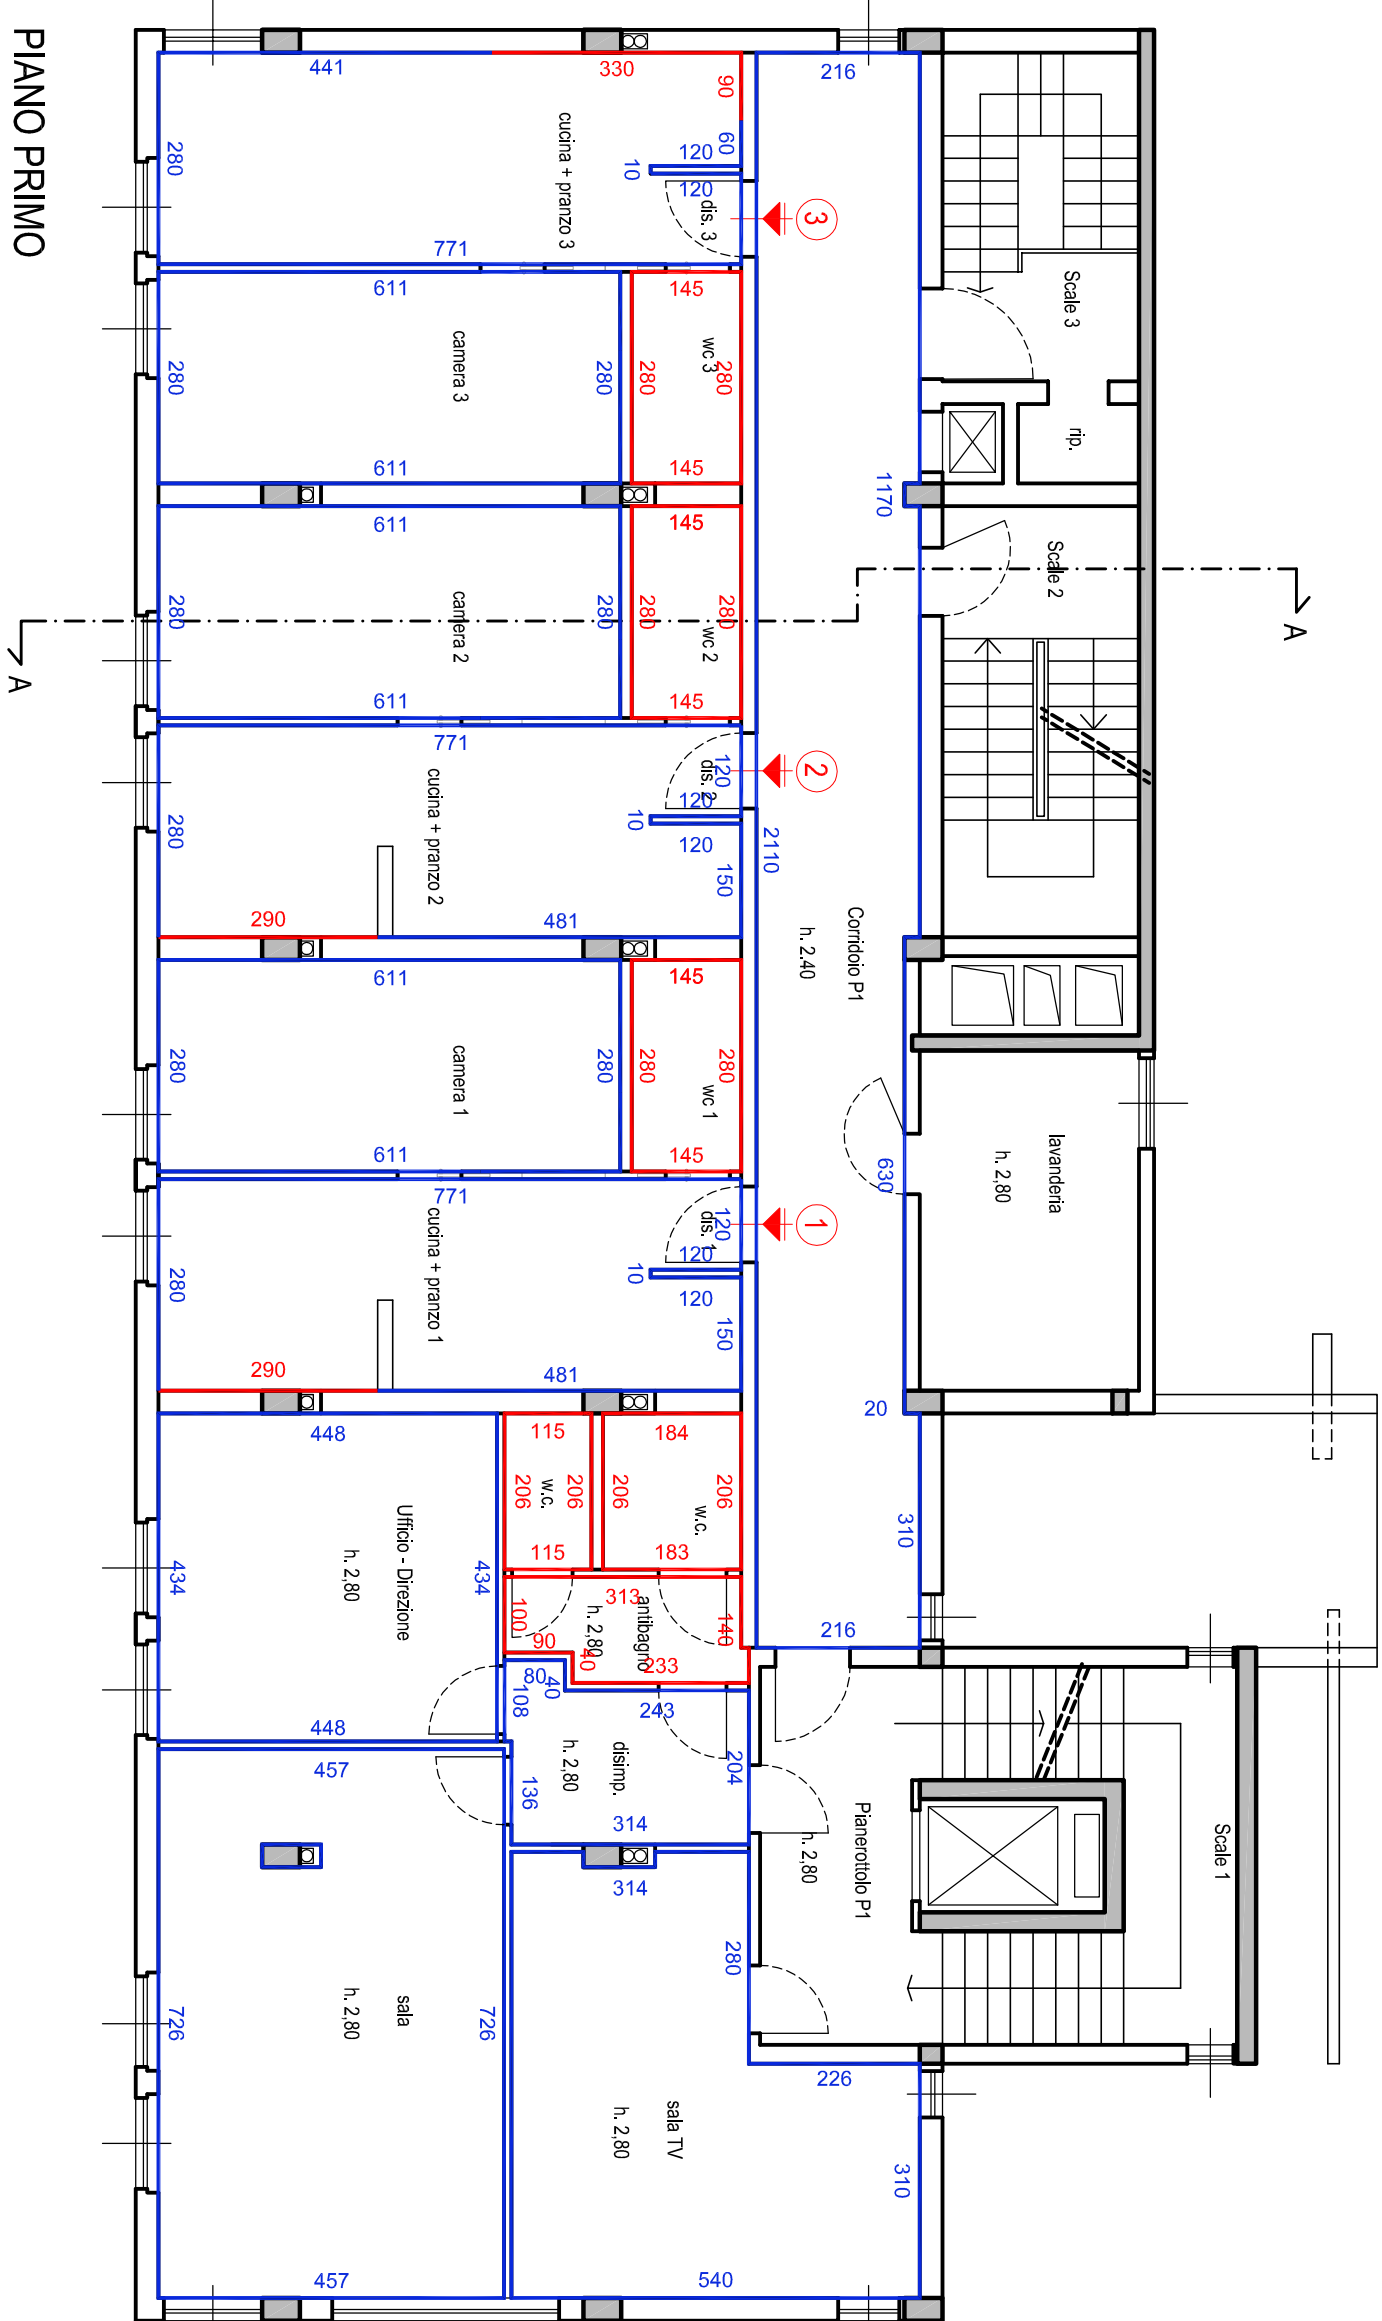 PIANO PRIMO
441
330
216
90
60
120
10
120
280
cucina + pranzo 3
dis. 3
3
771
Scale 3
611
145
280
camera 3
280
280
wc 3
280
rip.
611
145
1170
611
145
Scale 2
A
280
camera 2
280
280
wc 2
280
A
611
145
771
120
dis. 2
2
120
10
120
280
cucina + pranzo 2
150
2110
290
481
Corridoio P1
h. 2.40
611
145
280
camera 1
280
280
wc 1
280
lavanderia
h. 2,80
630
611
145
771
120
dis. 1
1
120
10
120
280
cucina + pranzo 1
150
290
481
20
448
115
184
206
w.c.
206
206
w.c.
206
310
115
183
434
Ufficio - Direzione
h. 2,80
434
313
100
antibagno
h. 2,80
140
90
40
233
216
80
40
108
243
448
457
disimp.
h. 2,80
136
204
314
Pianerottolo P1
h. 2,80
Scale 1
314
280
726
sala
h. 2,80
726
226
sala TV
h. 2,80
310
457
540